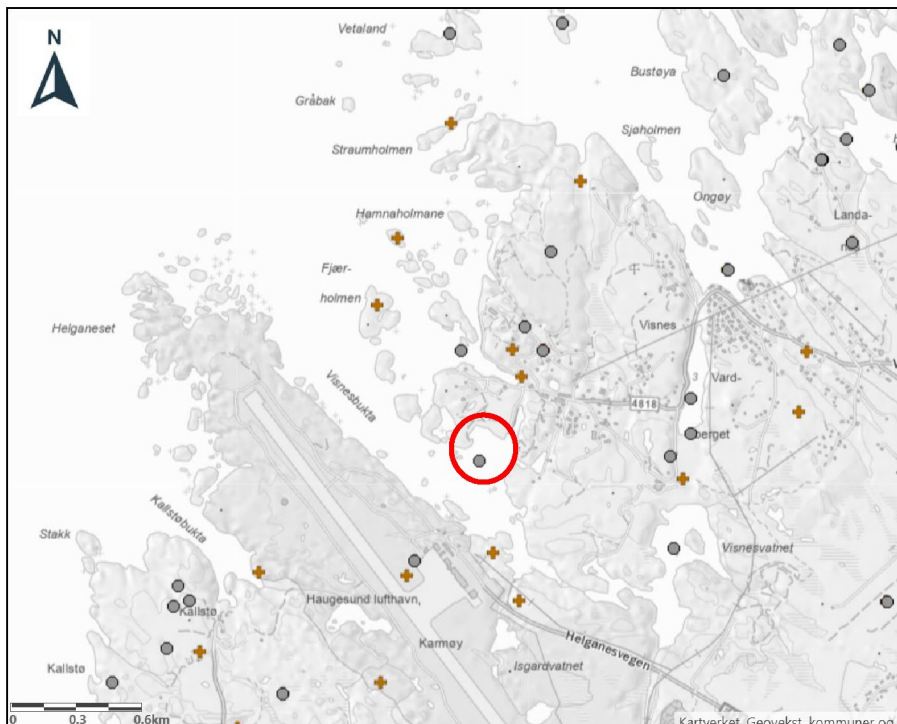 N
Vetaland
Bustøya
Gråbak
Sjøholmen
Straumholmen
Ongøy
Hamnaholmane
Landa-
Fjær-
holmen
Helganeset
Visnes
Visnesbukta
3
Vard-
4818
berget
Kallstøbukta
Stakk
Visnesvatnet
Haugesund lufthavn,
Kallstø
Karmøy
Helganesvegen
Kallstø
Isgardvatnet
0 0.3 0.6km
Kartverket, Geovekst, kommuner og